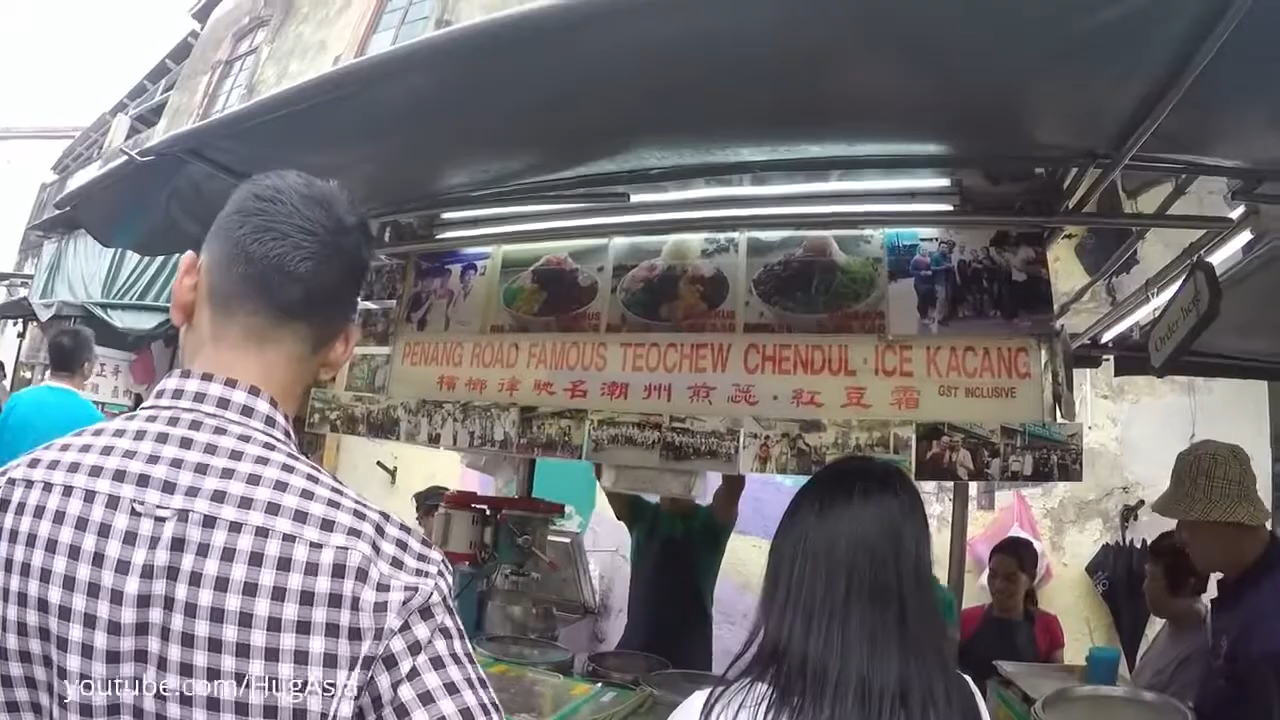 PENANG ROAD FAMOUS TEOCHEW CHENDUL · ICE KACANG
檳榔律馳名潮州煎蕊·紅豆霜 GST INCLUSIVE
Order here
youtube.com/HugAsia